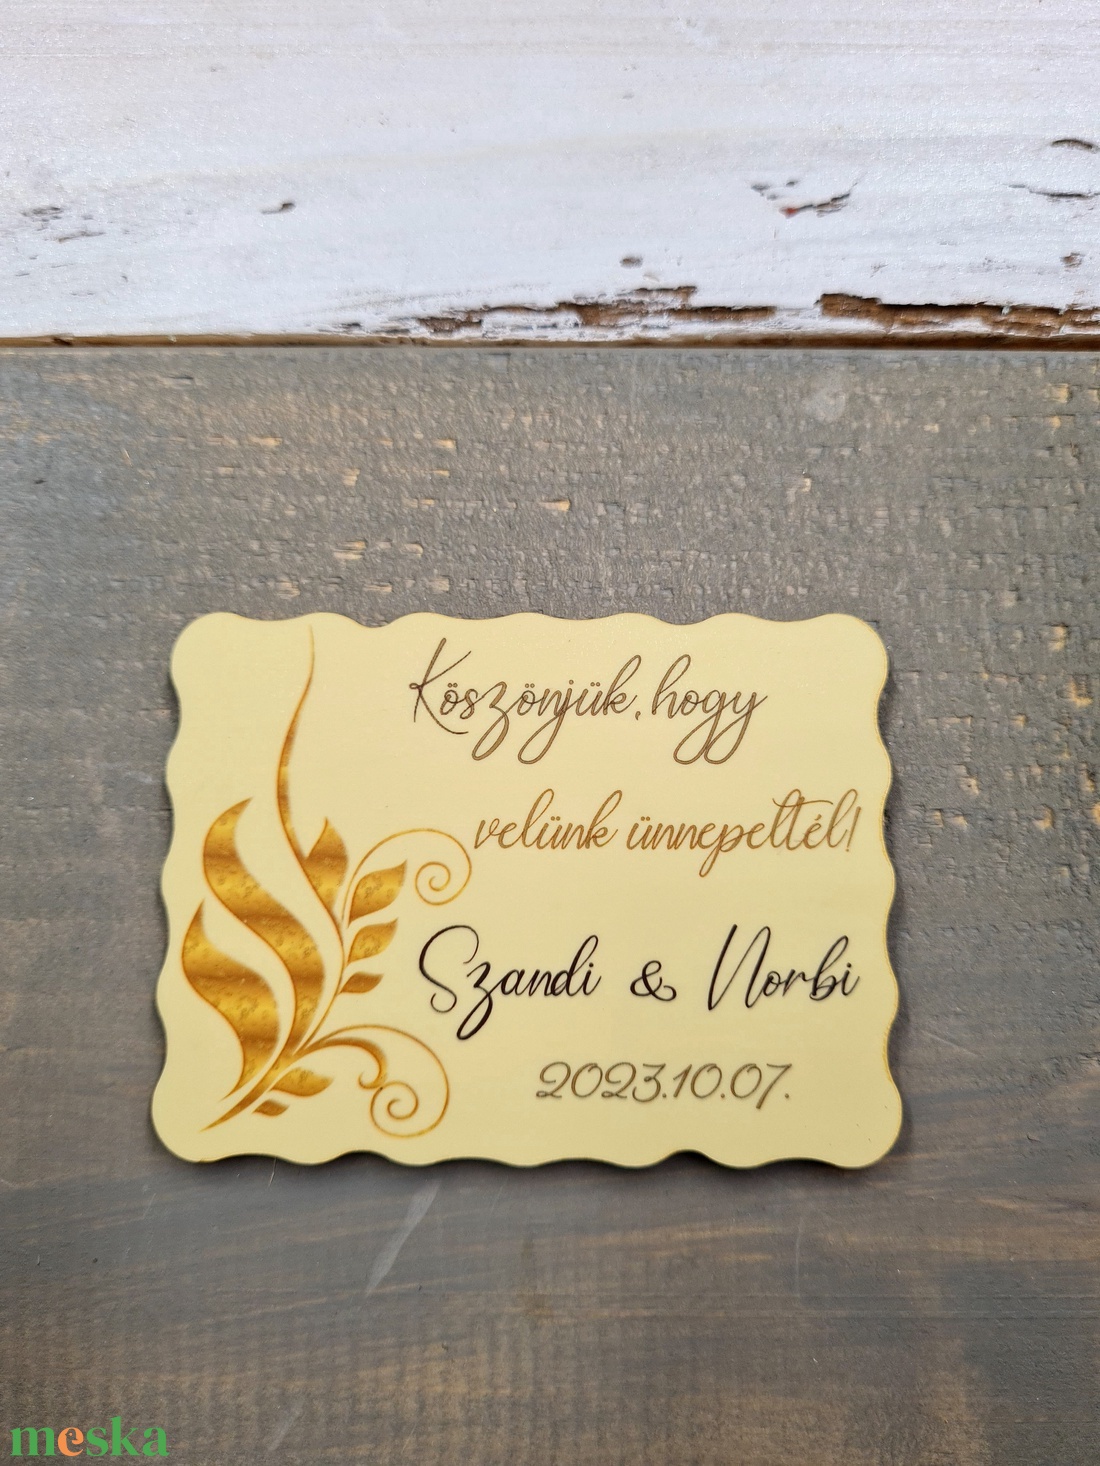 Köszönjük, hogy
velünk ünnepeltél!
Szandi & Norbi
2023.10.07.
meska